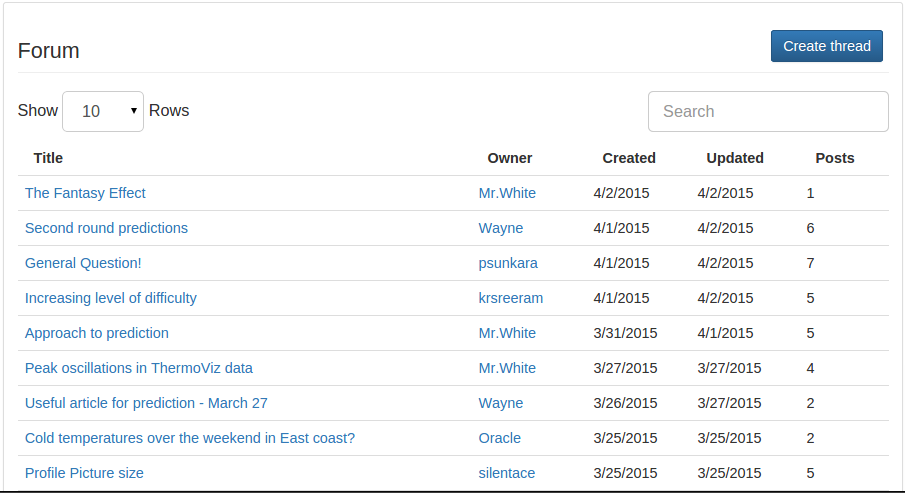 Forum
Create thread
Show 10 Rows
Search
Title Owner Created Updated Posts
The Fantasy Effect Mr.White 4/2/2015 4/2/2015 1
Second round predictions Wayne 4/1/2015 4/2/2015 6
General Question! psunkara 4/1/2015 4/2/2015 7
Increasing level of difficulty krsreeram 4/1/2015 4/2/2015 5
Approach to prediction Mr.White 3/31/2015 4/1/2015 5
Peak oscillations in ThermoViz data Mr.White 3/27/2015 3/27/2015 4
Useful article for prediction - March 27 Wayne 3/26/2015 3/27/2015 2
Cold temperatures over the weekend in East coast? Oracle 3/25/2015 3/25/2015 2
Profile Picture size silentace 3/25/2015 3/25/2015 5